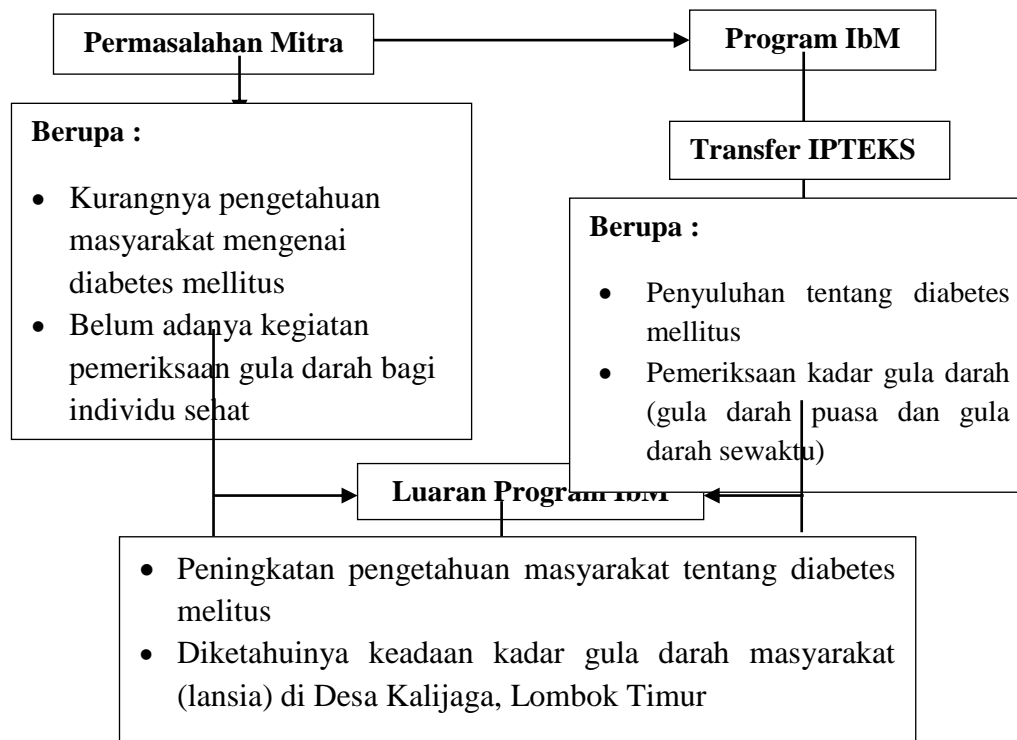 Permasalahan Mitra
Program IbM
Berupa :
• Kurangnya pengetahuan
masyarakat mengenai
diabetes mellitus
• Belum adanya kegiatan
pemeriksaan gula darah bagi
individu sehat
Transfer IPTEKS
Berupa :
• Penyuluhan tentang diabetes
mellitus
• Pemeriksaan kadar gula darah
(gula darah puasa dan gula
darah sewaktu)
Luaran Program IbM
• Peningkatan pengetahuan masyarakat tentang diabetes
melitus
• Diketahuinya keadaan kadar gula darah masyarakat
(lansia) di Desa Kalijaga, Lombok Timur